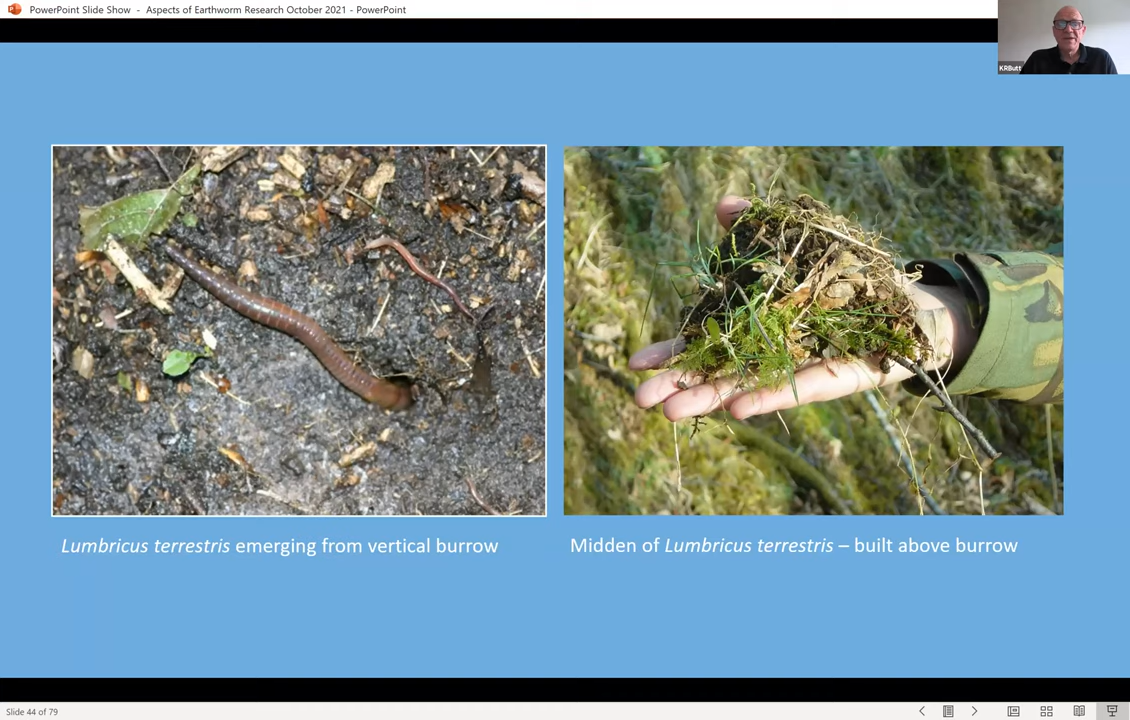 PowerPoint Slide Show - Aspects of Earthworm Research October 2021 - PowerPoint
KRButt
Lumbricus terrestris emerging from vertical burrow
Midden of Lumbricus terrestris – built above burrow
Slide 44 of 79